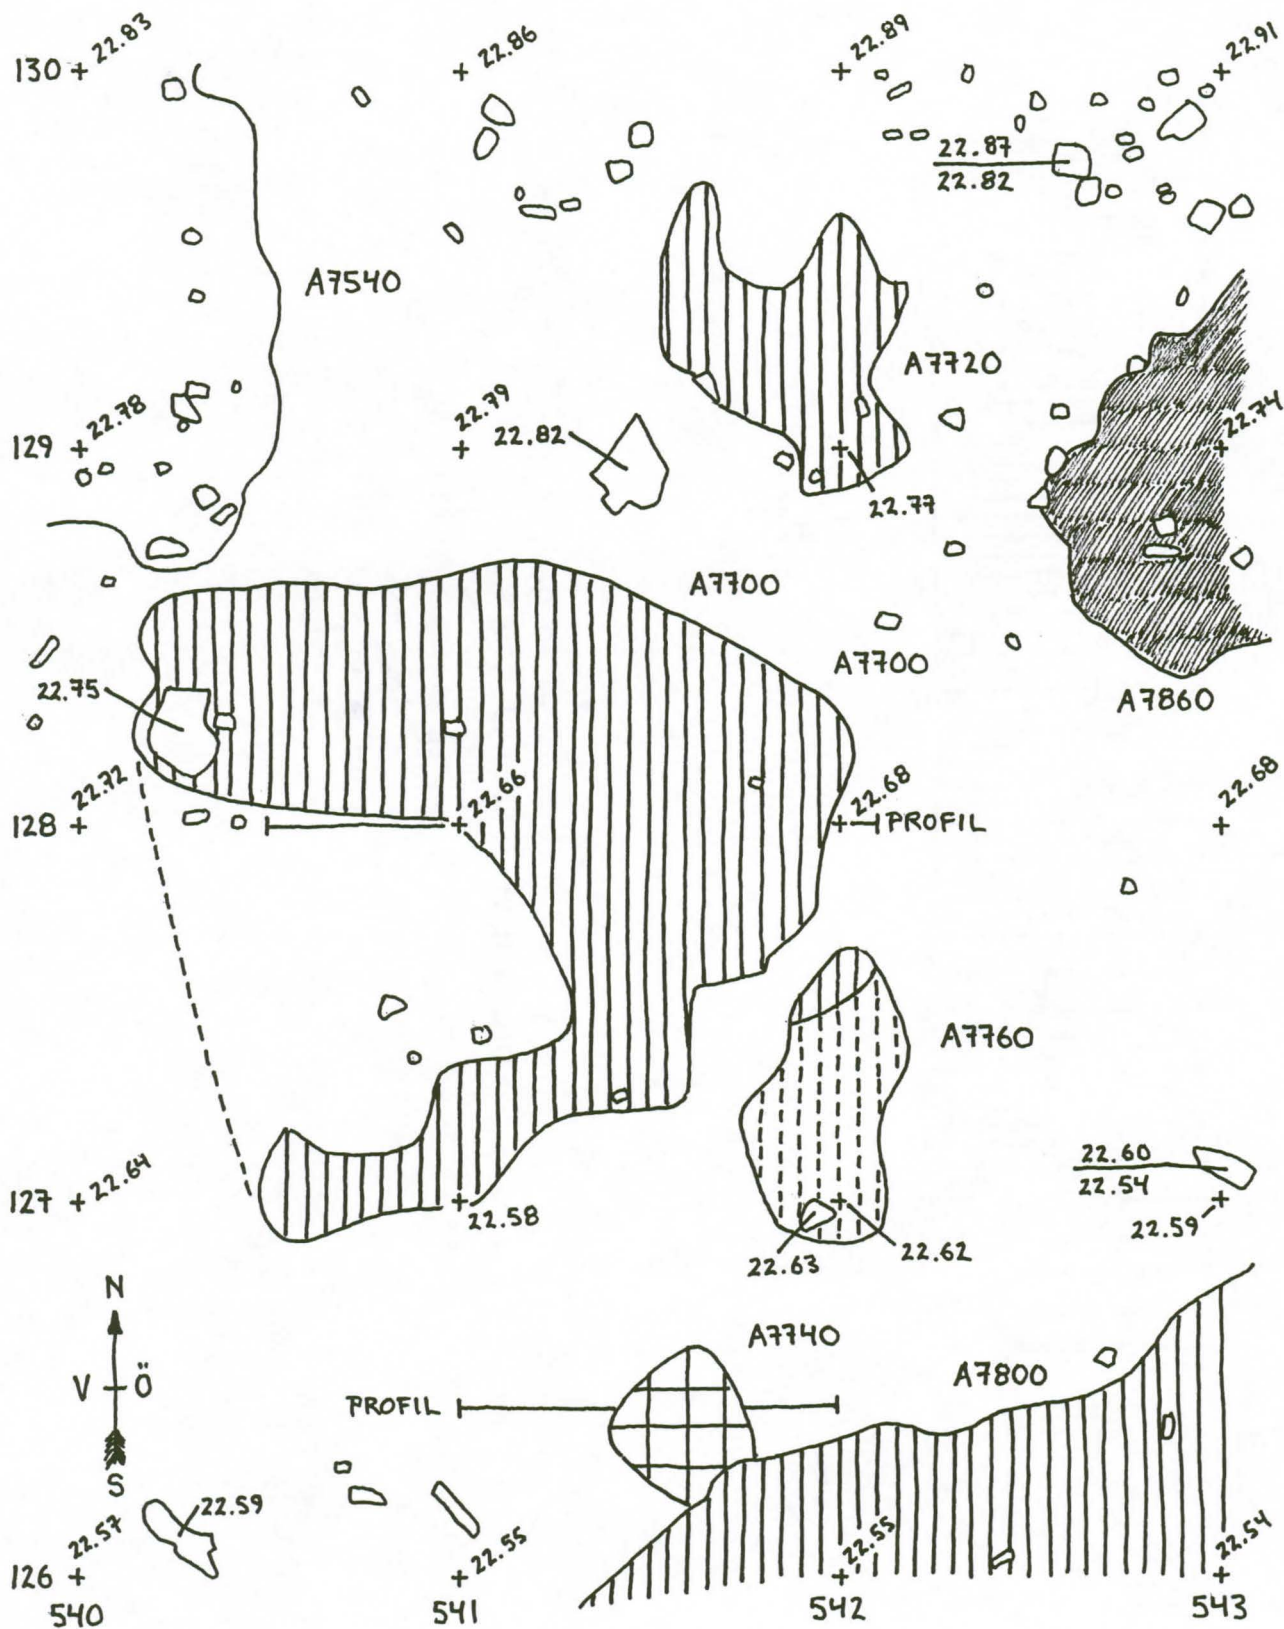 130 22.83 22.86 22.89 22.91
22.87
22.82
A7540
A7720
129 22.78 22.79 22.82 22.74
22.77
A7700
A7700
22.75
A7860
128 22.72 22.66 22.68 PROFIL 22.68
A7760
127 22.64 22.58 22.60
22.54
22.59
22.63 22.62
N
V Ö
S
A7740
A7800
PROFIL
22.59
126 22.57 22.55 22.55 22.54
540 541 542 543